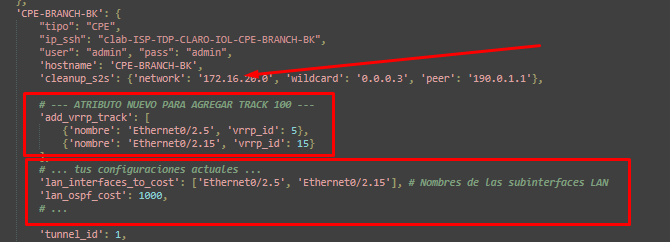 },
'CPE-BRANCH-BK': {
"tipo": "CPE",
"ip_ssh": "clab-ISP-TDP-CLARO-IOL-CPE-BRANCH-BK",
"user": "admin", "pass": "admin",
'hostname': 'CPE-BRANCH-BK',
'cleanup_s2s': {'network': '172.16.20.0', 'wildcard': '0.0.0.3', 'peer': '190.0.1.1'},
# --- ATRIBUTO NUEVO PARA AGREGAR TRACK 100 ---
'add_vrrp_track': [
{'nombre': 'Ethernet0/2.5', 'vrrp_id': 5},
{'nombre': 'Ethernet0/2.15', 'vrrp_id': 15}
# ... tus configuraciones actuales ...
'lan_interfaces_to_cost': ['Ethernet0/2.5', 'Ethernet0/2.15'], # Nombres de las subinterfaces LAN
'lan_ospf_cost': 1000,
# ...
'tunnel_id': 1,